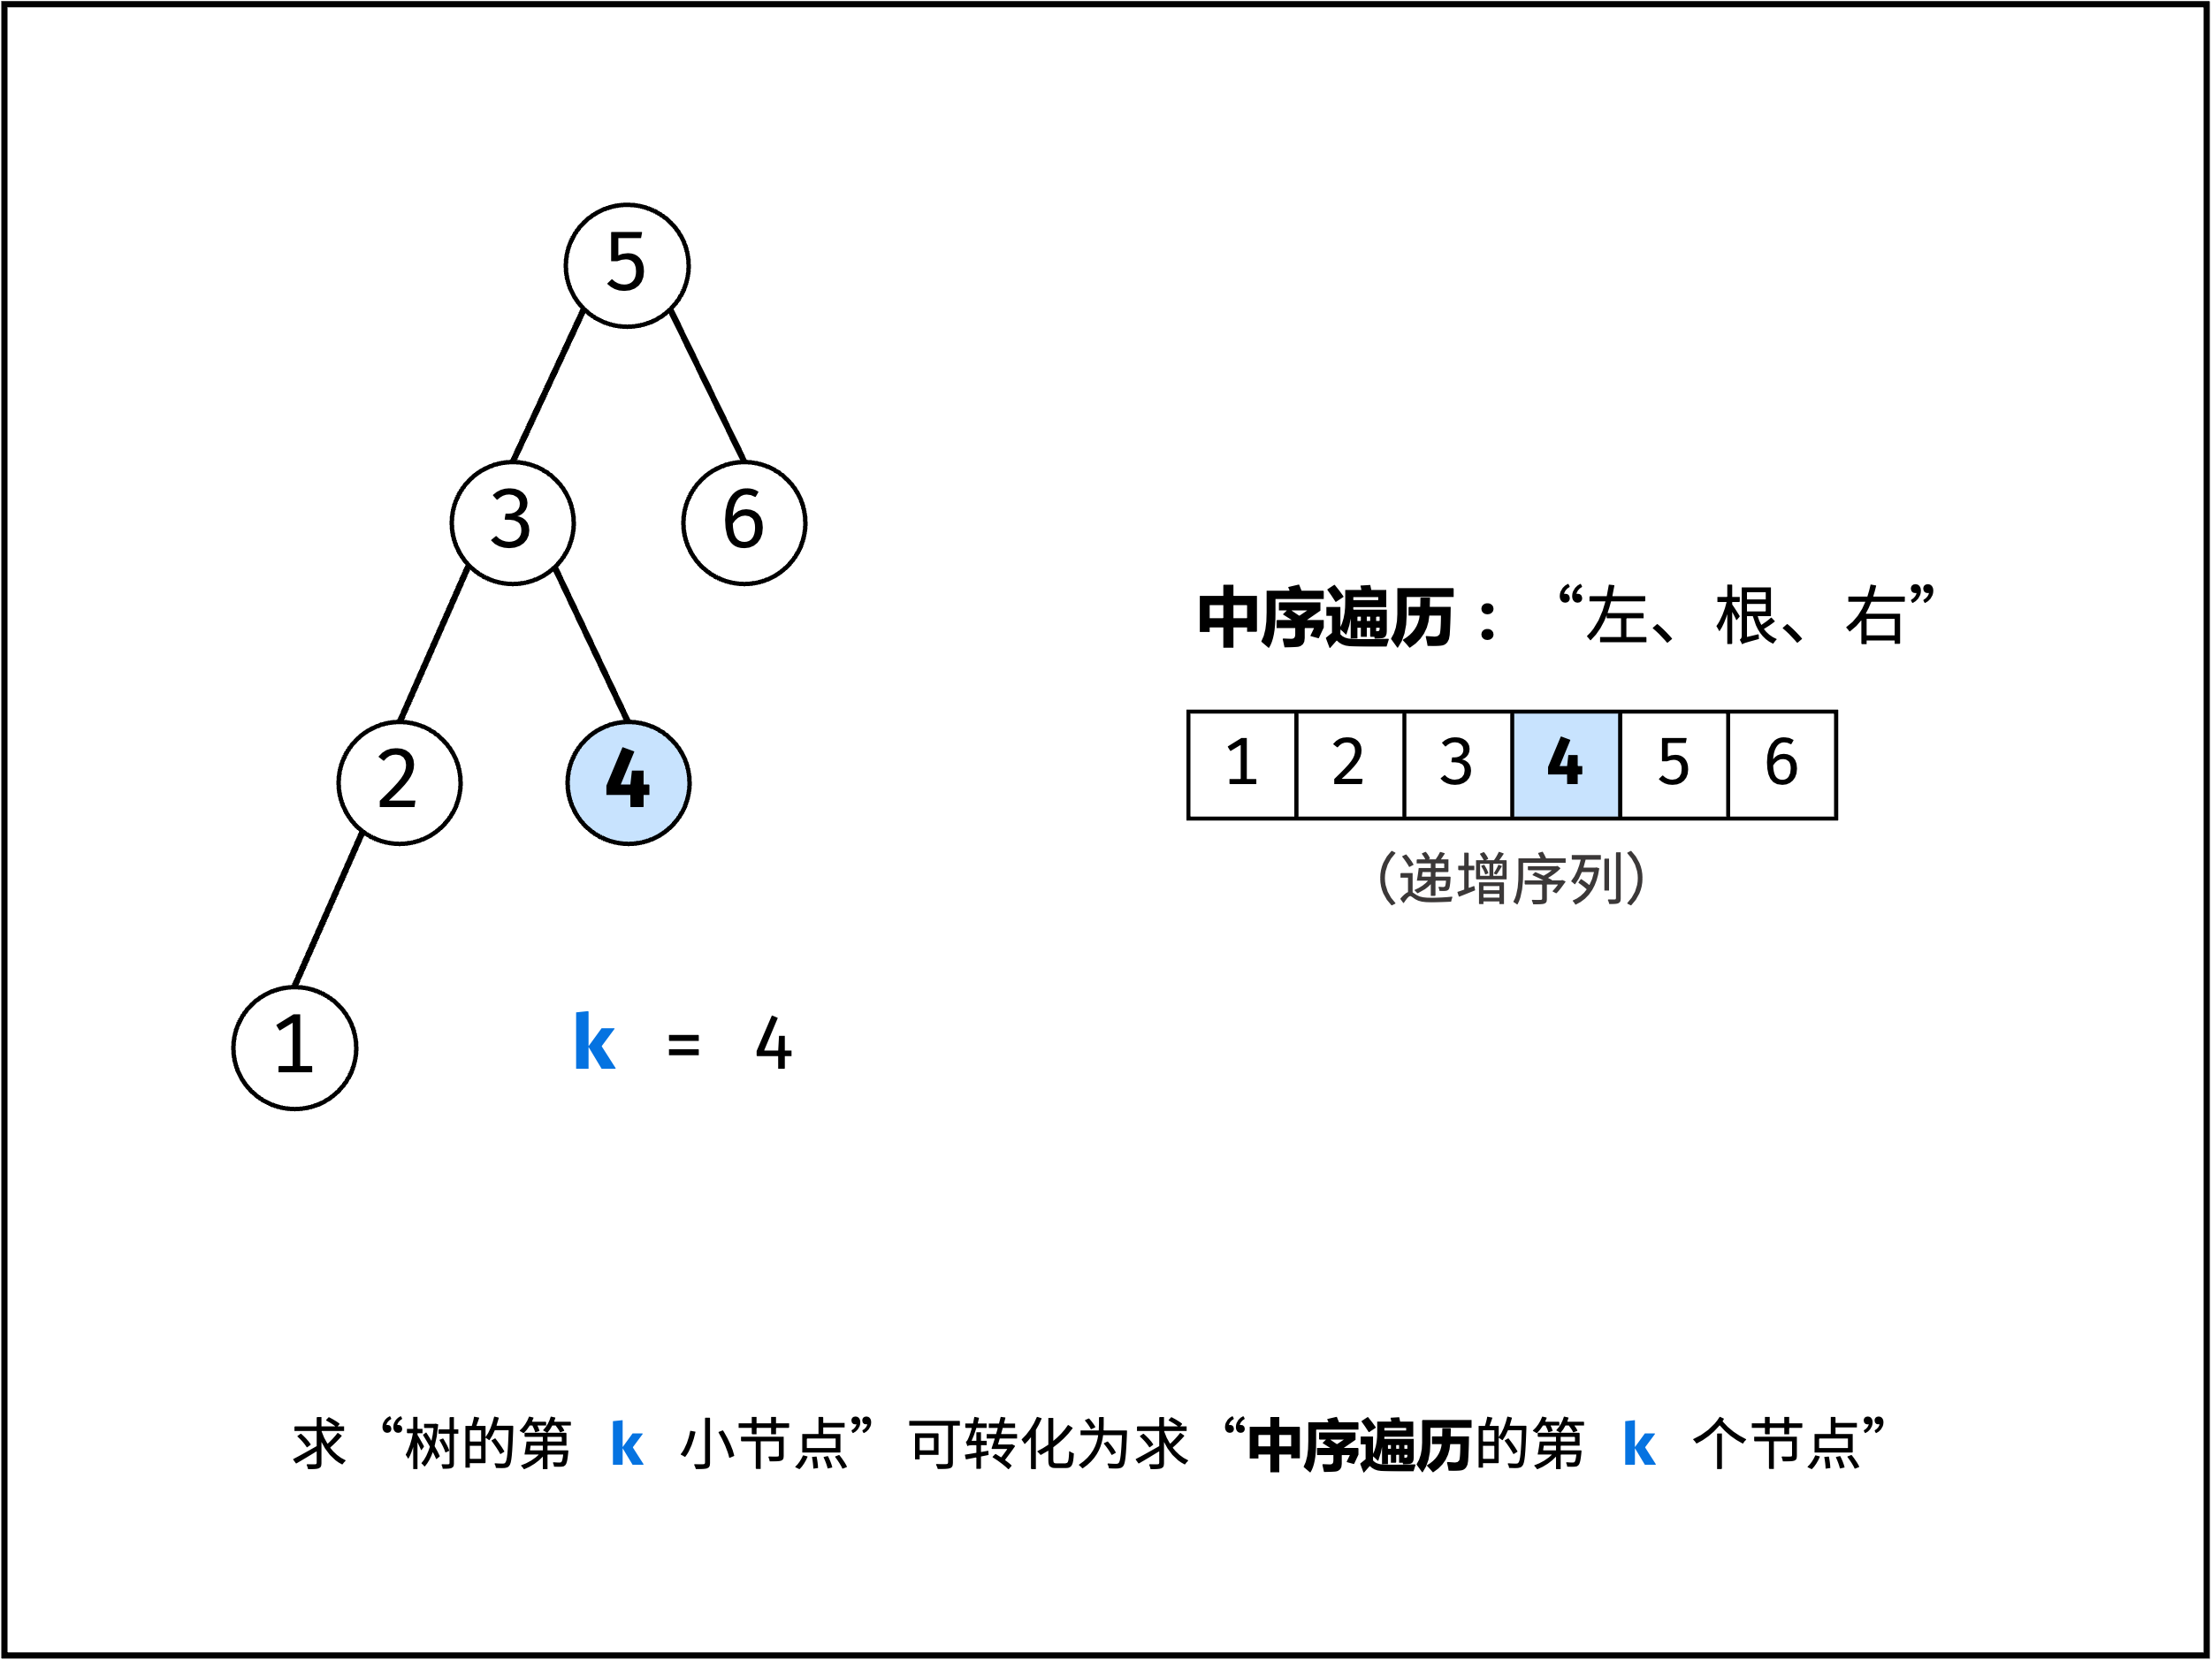 5
3 6
中序遍历：“左、根、右”
2 4
1 2 3 4 5 6
（递增序列）
1
k = 4
求“树的第 k 小节点”可转化为求“中序遍历的第 k 个节点”